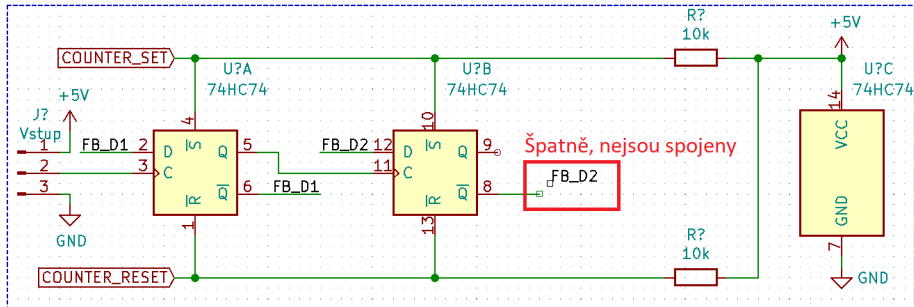 R?
10k
+5V
COUNTER_SET
U?A
74HC74
U?B
74HC74
U?C
74HC74
+5V
J?
Vstup
1
2
3
GND
4
FB_D1
2
3
D
C
S
R
Q
Q
5
6
FB_D1
1
10
FB_D2
12
11
D
C
S
R
Q
Q
9
8
13
Špatně, nejsou spojeny
FB_D2
14
VCC
GND
7
GND
R?
10k
COUNTER_RESET